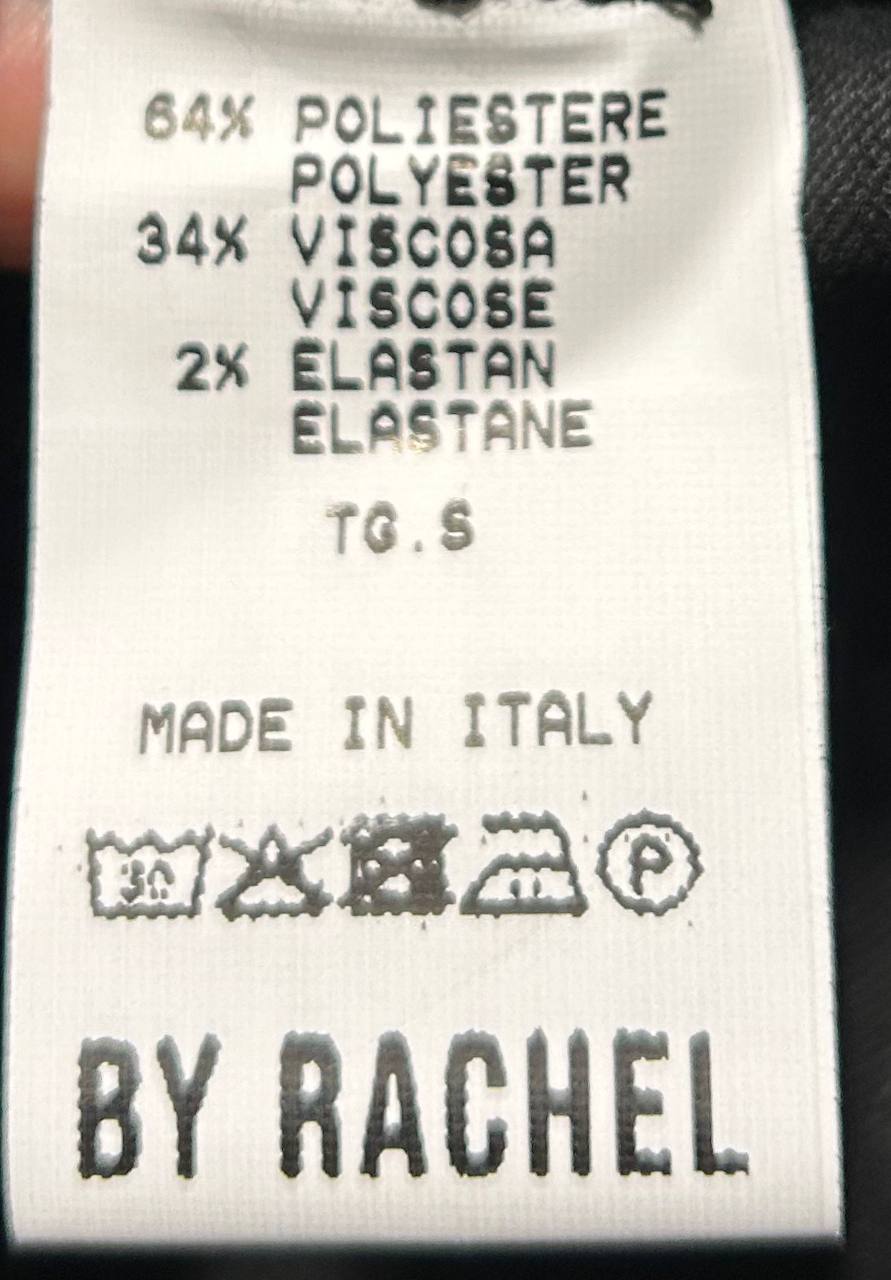 64% POLIESTERE
POLYESTER
34% VISCOSA
VISCOSE
2% ELASTAN
ELASTANE
TG.S
MADE IN ITALY
30 P
BY RACHEL